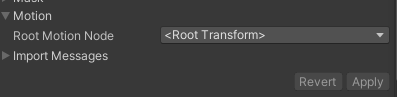 Mask
Motion
Root Motion Node <Root Transform>
Import Messages
Revert Apply